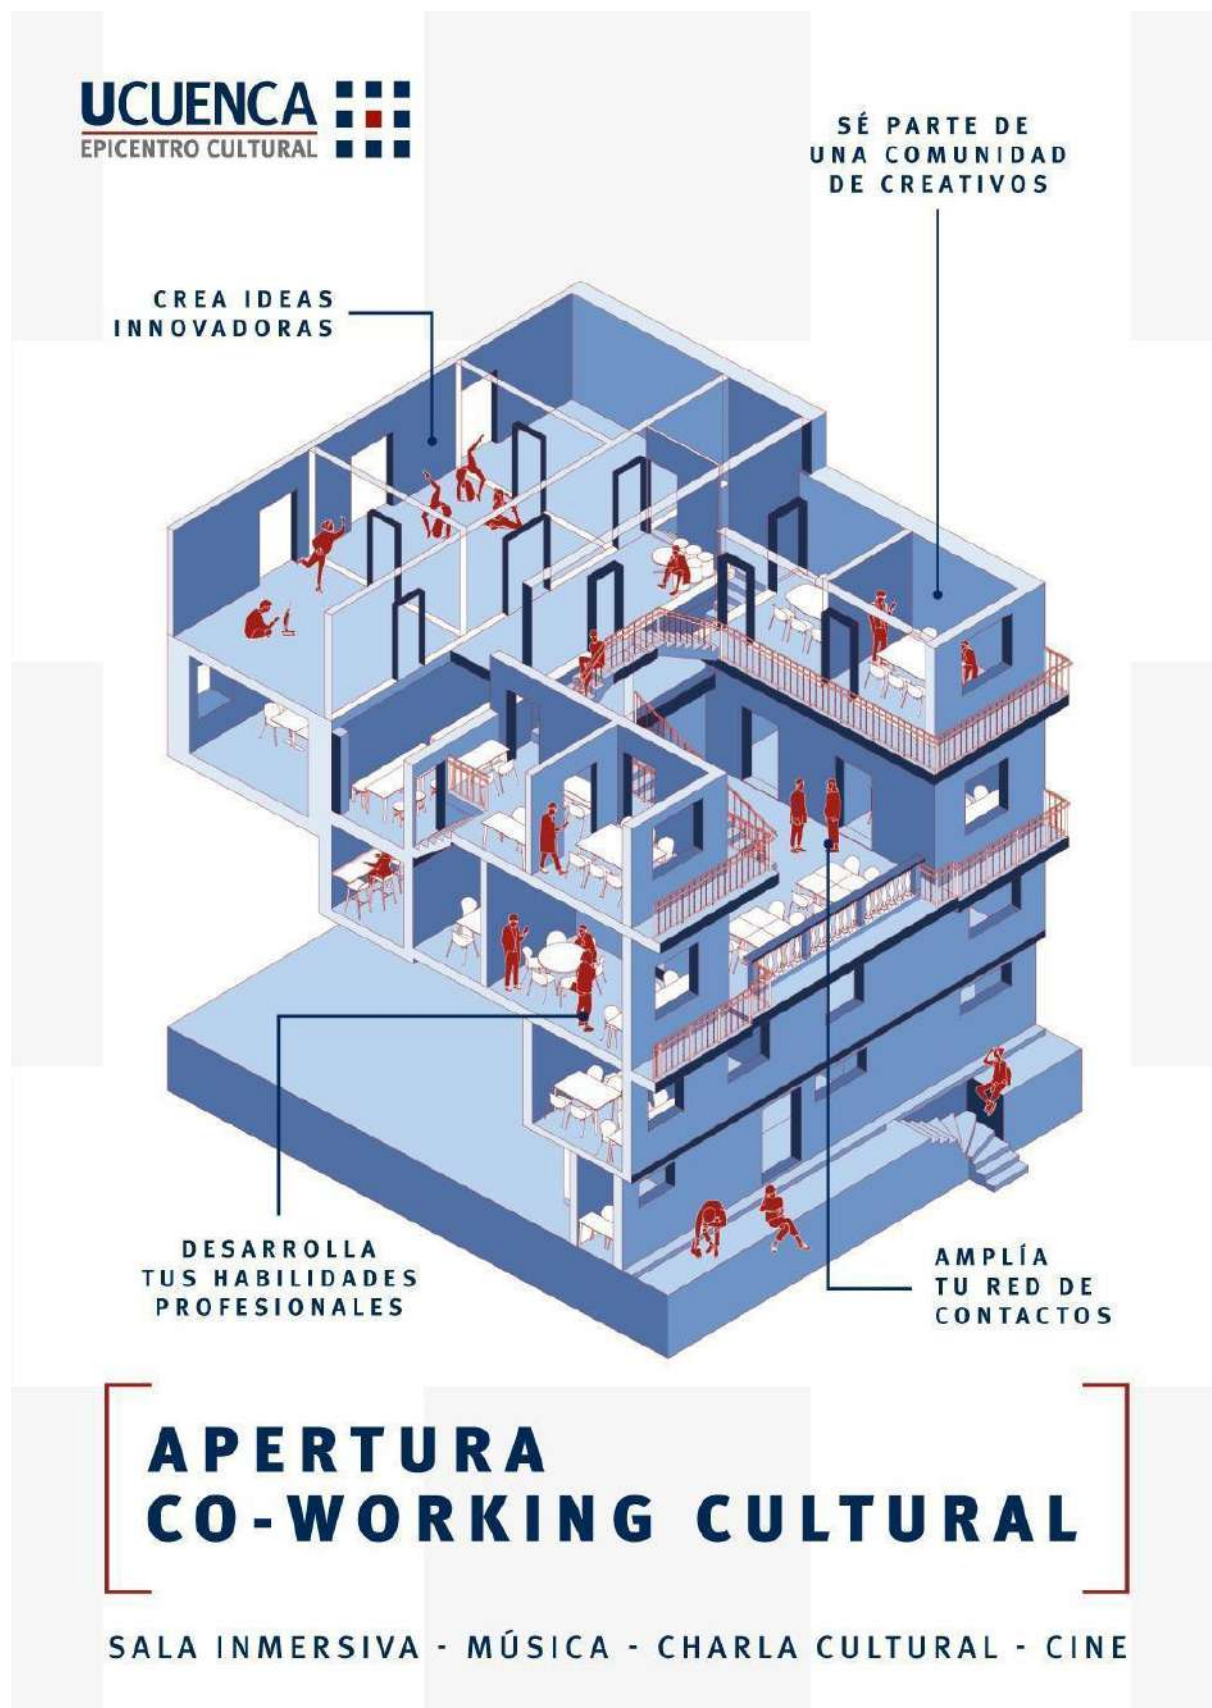 UCUENCA
EPICENTRO CULTURAL
SÉ PARTE DE
UNA COMUNIDAD
DE CREATIVOS
CREA IDEAS
INNOVADORAS
DESARROLLA
TUS HABILIDADES
PROFESIONALES
AMPLÍA
TU RED DE
CONTACTOS
APERTURA
CO-WORKING CULTURAL
SALA INMERSIVA - MÚSICA - CHARLA CULTURAL - CINE